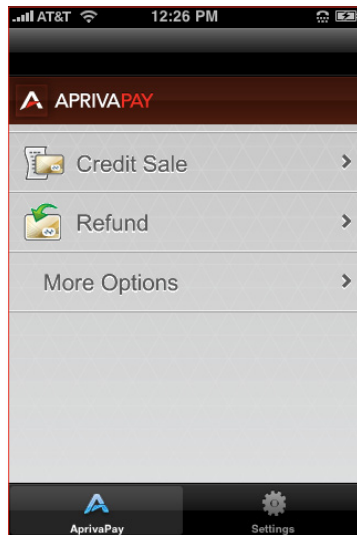 AT&T 12:26 PM
APRIVAPAY
Credit Sale
Refund
More Options
AprivaPay Settings